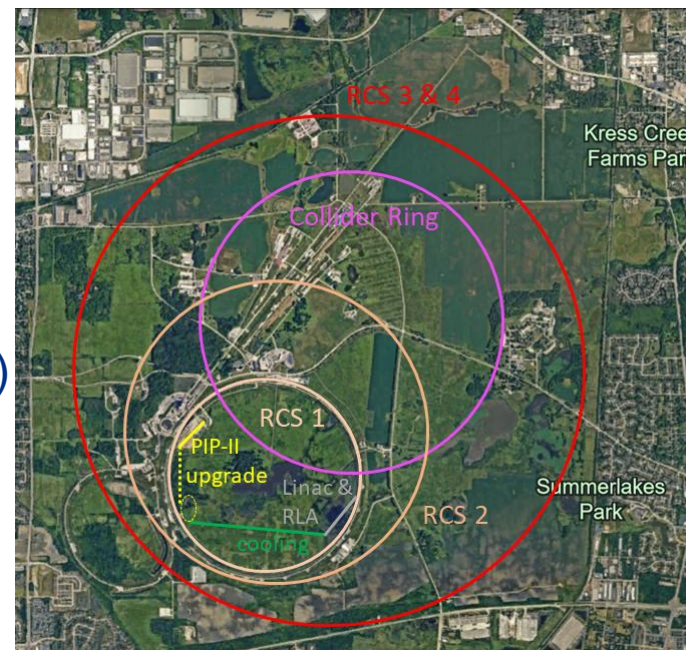 RCS 3 & 4
Kress Cree
Farms Par
Collider Ring
)
RCS 1
PIP-II
upgrade
Linac &
RLA
RCS 2
Summerlakes
Park
cooling